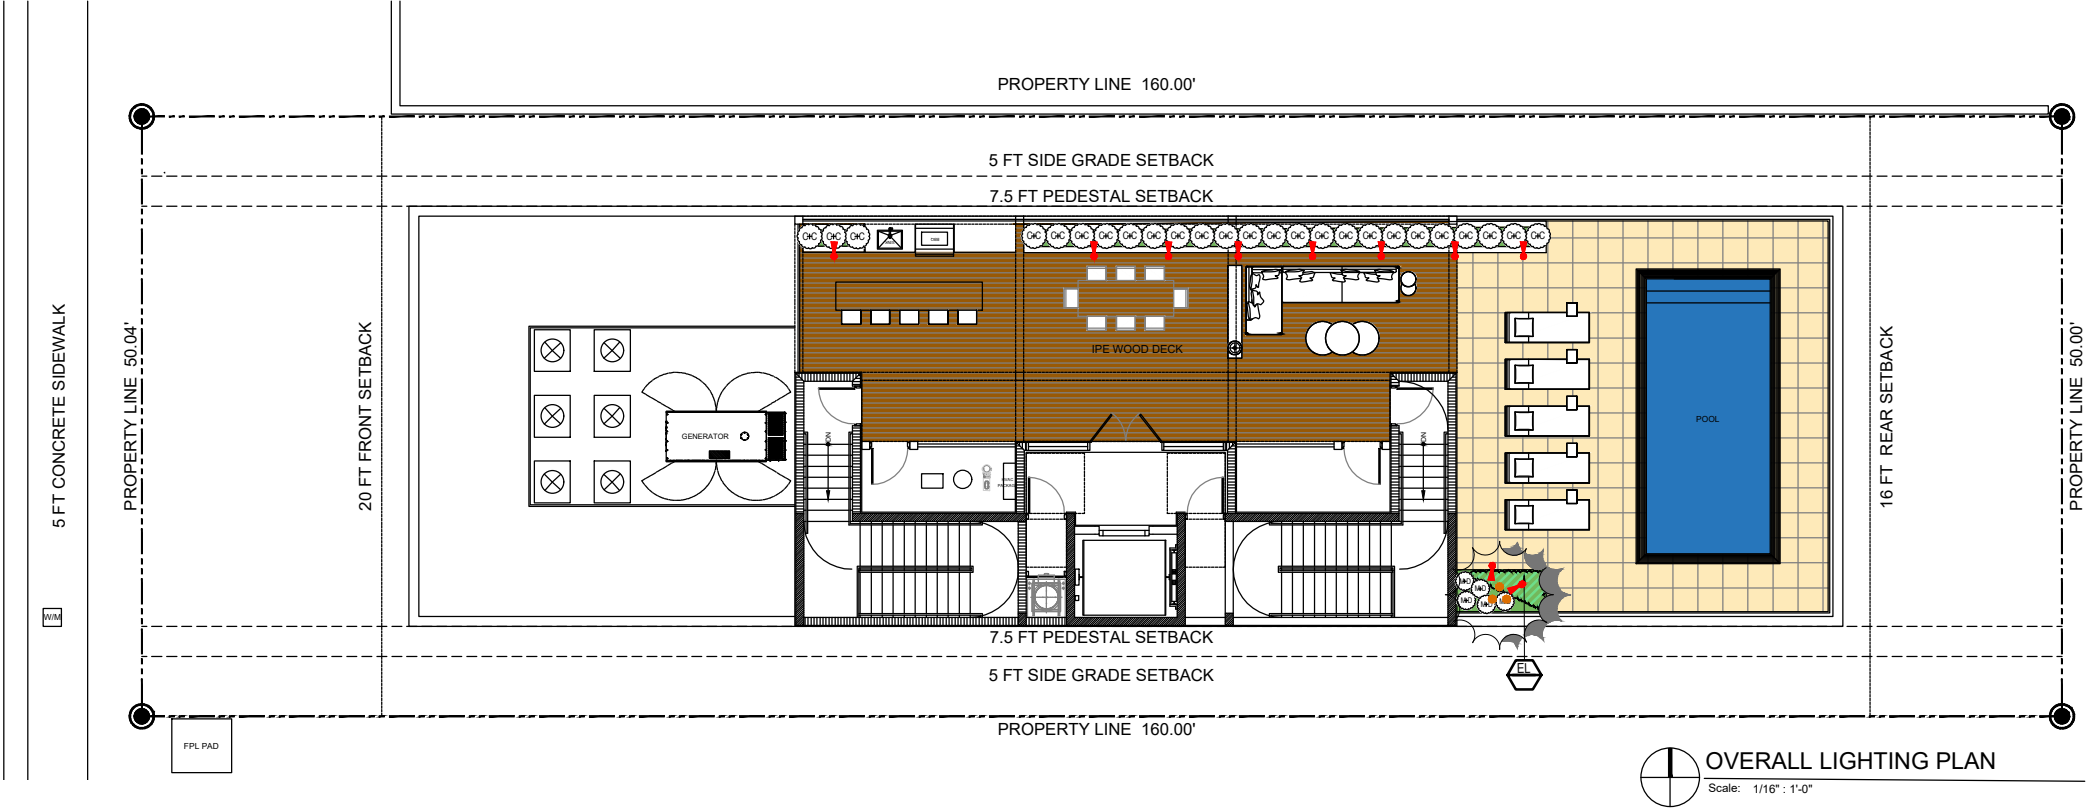 PROPERTY LINE 160.00'
5 FT SIDE GRADE SETBACK
7.5 FT PEDESTAL SETBACK
C+C C+C C+C
C+C C+C C+C C+C C+C C+C C+C C+C C+C C+C C+C C+C C+C C+C C+C C+C C+C C+C C+C C+C C+C C+C
5 FT CONCRETE SIDEWALK
PROPERTY LINE 50.04'
20 FT FRONT SETBACK
IPE WOOD DECK
GENERATOR
POOL
16 FT REAR SETBACK
PROPERTY LINE 50.00'
M+D
M+D
M+D
M+D
W/M
7.5 FT PEDESTAL SETBACK
5 FT SIDE GRADE SETBACK
EL
PROPERTY LINE 160.00'
FPL PAD
OVERALL LIGHTING PLAN
Scale: 1/16" : 1'-0"